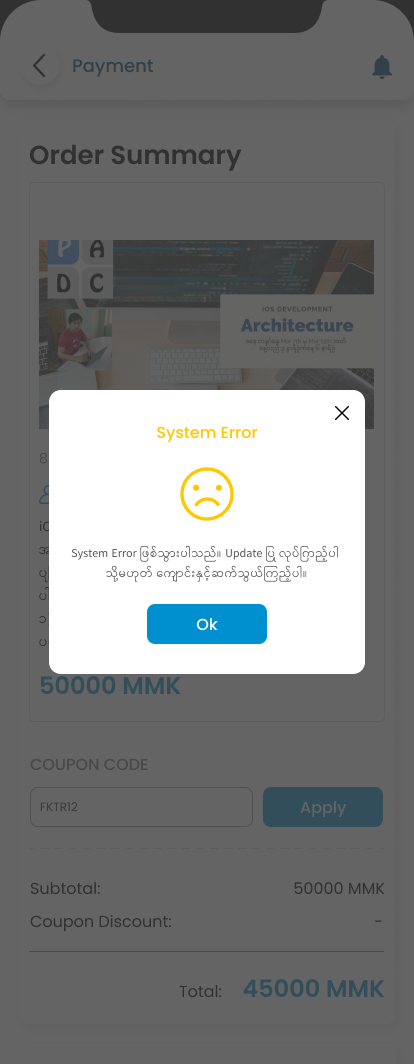 Payment
Order Summary
P A
D C
iOS DEVELOPMENT
Architecture
System Error
System Error ဖြစ်သွားပါသည်။ Update ပြု လုပ်ကြည့်ပါ
သို့မဟုတ် ကျောင်းနှင့်ဆက်သွယ်ကြည့်ပါ။
Ok
50000 MMK
COUPON CODE
FKTR12
Apply
Subtotal:
50000 MMK
Coupon Discount:
-
Total:
45000 MMK